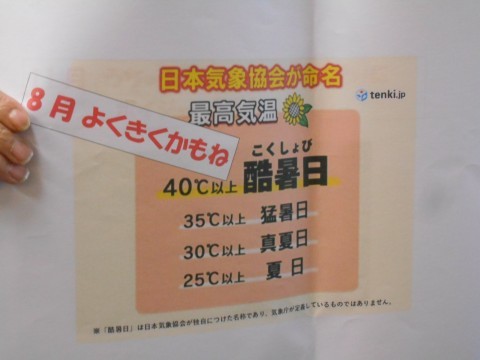 日本気象協会が命名
tenki.jp
最高気温
8月 よくきくかもね
こくしょび
40℃以上 酷暑日
35℃以上 猛暑日
30℃以上 真夏日
25℃以上 夏日
※「酷暑日」は日本気象協会が独自につけた名称であり、気象庁が定義しているものではありません。